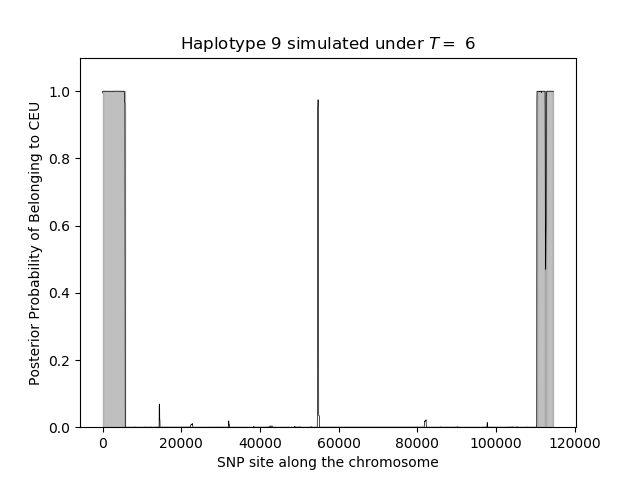 Haplotype 9 simulated under T = 6
Posterior Probability of Belonging to CEU
1.0
0.8
0.6
0.4
0.2
0.0
0 20000 40000 60000 80000 100000 120000
SNP site along the chromosome